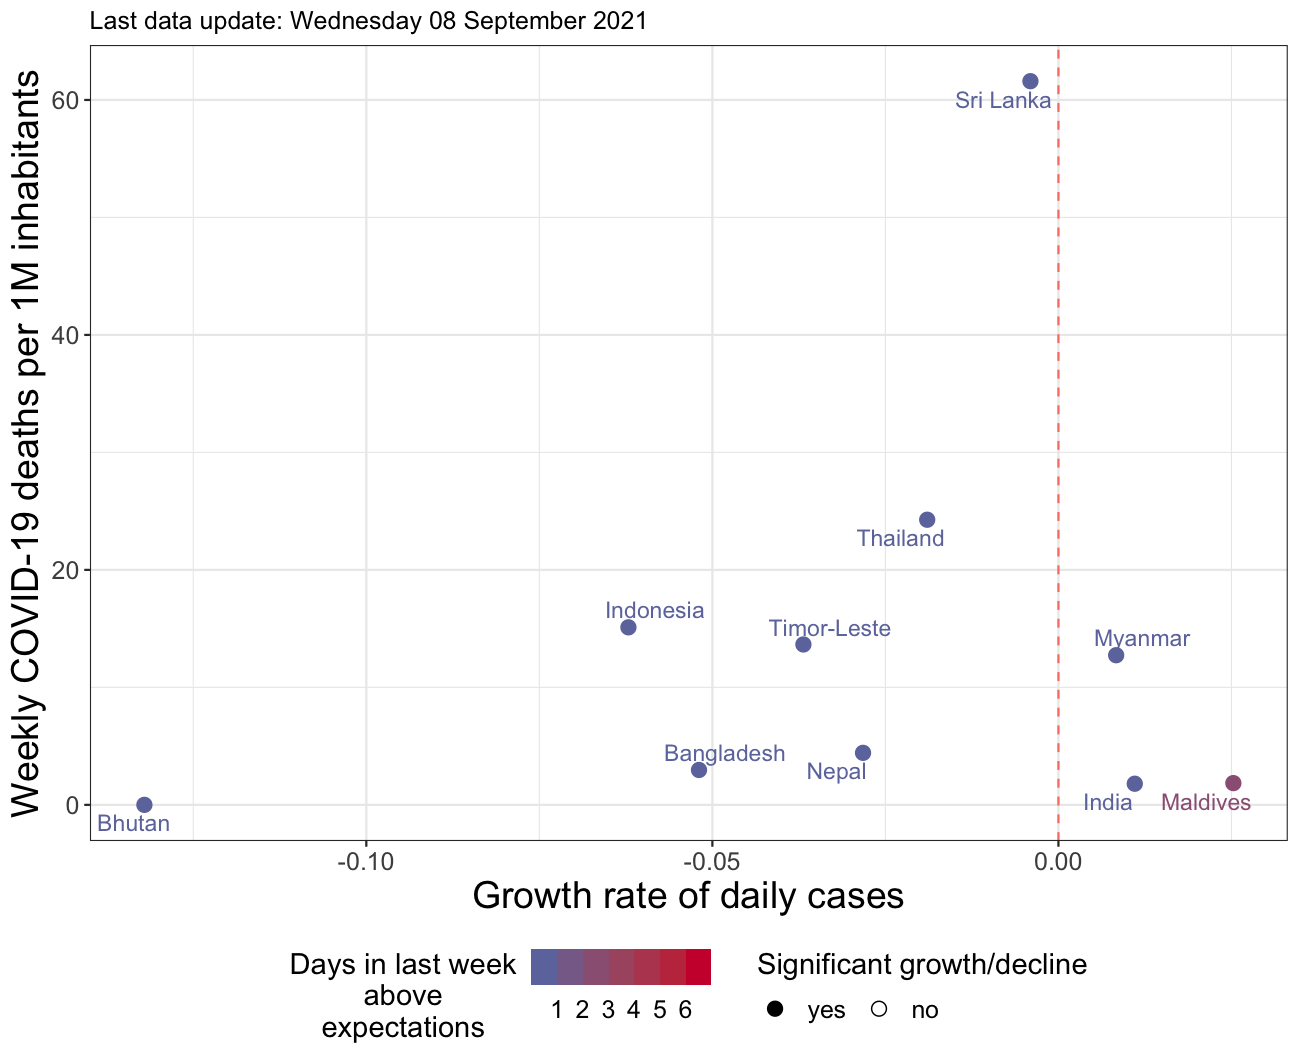 Last data update: Wednesday 08 September 2021
Weekly COVID-19 deaths per 1M inhabitants
60
40
20
0
Sri Lanka
Thailand
Indonesia
Timor-Leste
Myanmar
Bangladesh
Nepal
India
Maldives
Bhutan
-0.10
-0.05
0.00
Growth rate of daily cases
Days in last week
above
expectations
1 2 3 4 5 6
Significant growth/decline
yes
no